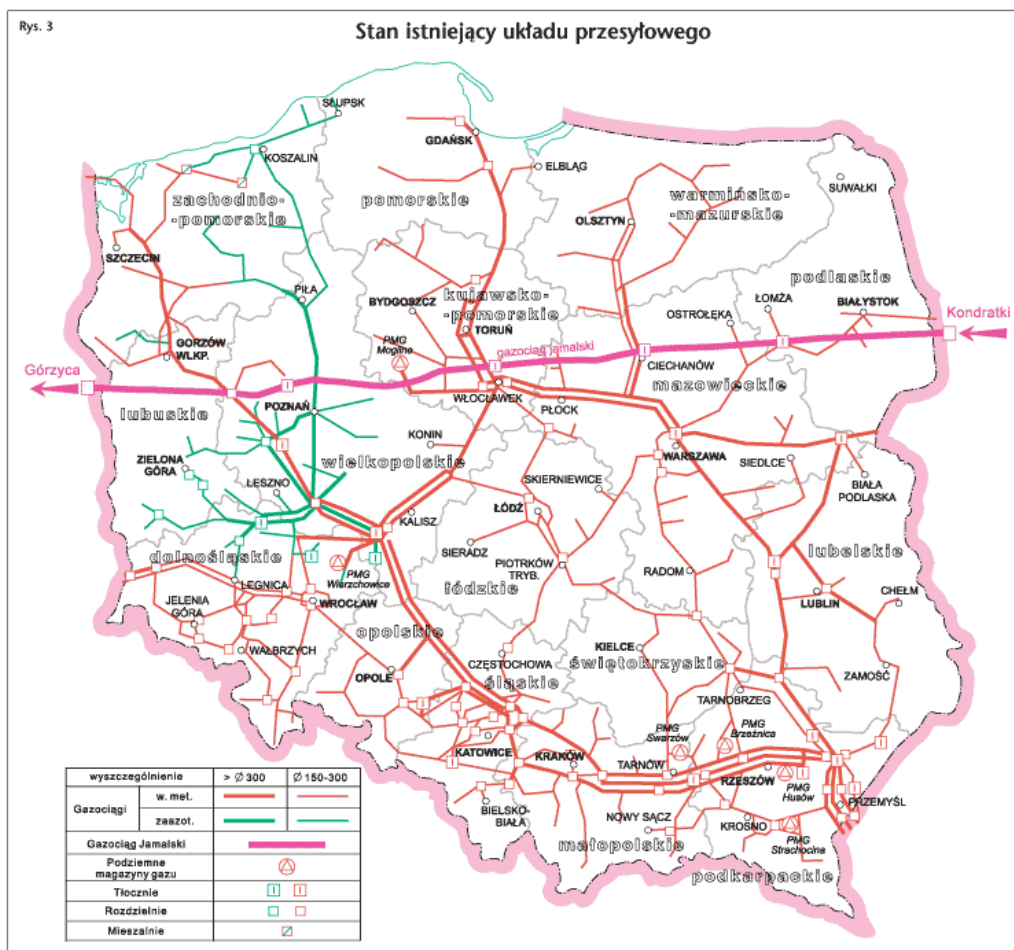 Rys. 3
Stan istniejący układu przesyłowego
SŁUPSK
GDAŃSK
KOSZALIN
ELBLĄG
SUWAŁKI
zachodnio-
-pomorskie
pomorskie
warmińsko-
-mazurskie
OLSZTYN
SZCZECIN
podlaskie
PIŁA
BYDGOSZCZ
kujawsko-
-pomorskie
ŁOMŻA
BIAŁYSTOK
OSTROŁĘKA
Kondratki
TORUŃ
GORZÓW
WLKP.
PMG
Mogilno
gazociąg jamalski
CIECHANÓW
Górzyca
mazowieckie
WŁOCŁAWEK
PŁOCK
lubuskie
POZNAŃ
KONIN
WARSZAWA
ZIELONA
GÓRA
wielkopolskie
SIEDLCE
LESZNO
SKIERNIEWICE
BIAŁA
PODLASKA
ŁÓDŹ
KALISZ
SIERADZ
dolnośląskie
PMG
Wierzchowice
PIOTRKÓW
TRYB.
RADOM
lubelskie
łódzkie
LEGNICA
LUBLIN
CHEŁM
JELENIA
GÓRA
WROCŁAW
opolskie
WAŁBRZYCH
KIELCE
CZĘSTOCHOWA
świętokrzyskie
OPOLE
śląskie
ZAMOŚĆ
TARNOBRZEG
PMG
Swarzów
PMG
Brzeźnica
KATOWICE
KRAKÓW
TARNÓW
RZESZÓW
PMG
Husów
PRZEMYŚL
BIELSKO-
BIAŁA
NOWY SĄCZ
KROSNO
PMG
Strachocina
małopolskie
podkarpackie
wyszczególnienie > Ø 300 Ø 150-300
Gazociągi w. met.
zaazot.
Gazociąg Jamalski
Podziemne
magazyny gazu
Tłocznie
Rozdzielnie
Mieszalnie